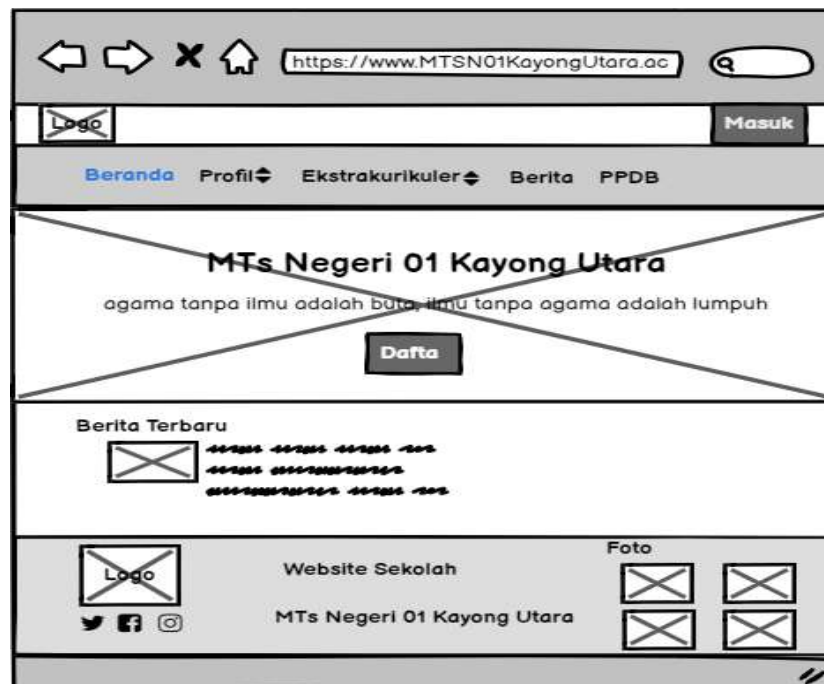 https://www.MTSN01KayongUtara.ac
Logo
Masuk
Beranda Profil Ekstrakurikuler Berita PPDB
MTs Negeri 01 Kayong Utara
agama tanpa ilmu adalah buta, ilmu tanpa agama adalah lumpuh
Dafta
Berita Terbaru
Logo
Website Sekolah
MTs Negeri 01 Kayong Utara
Foto